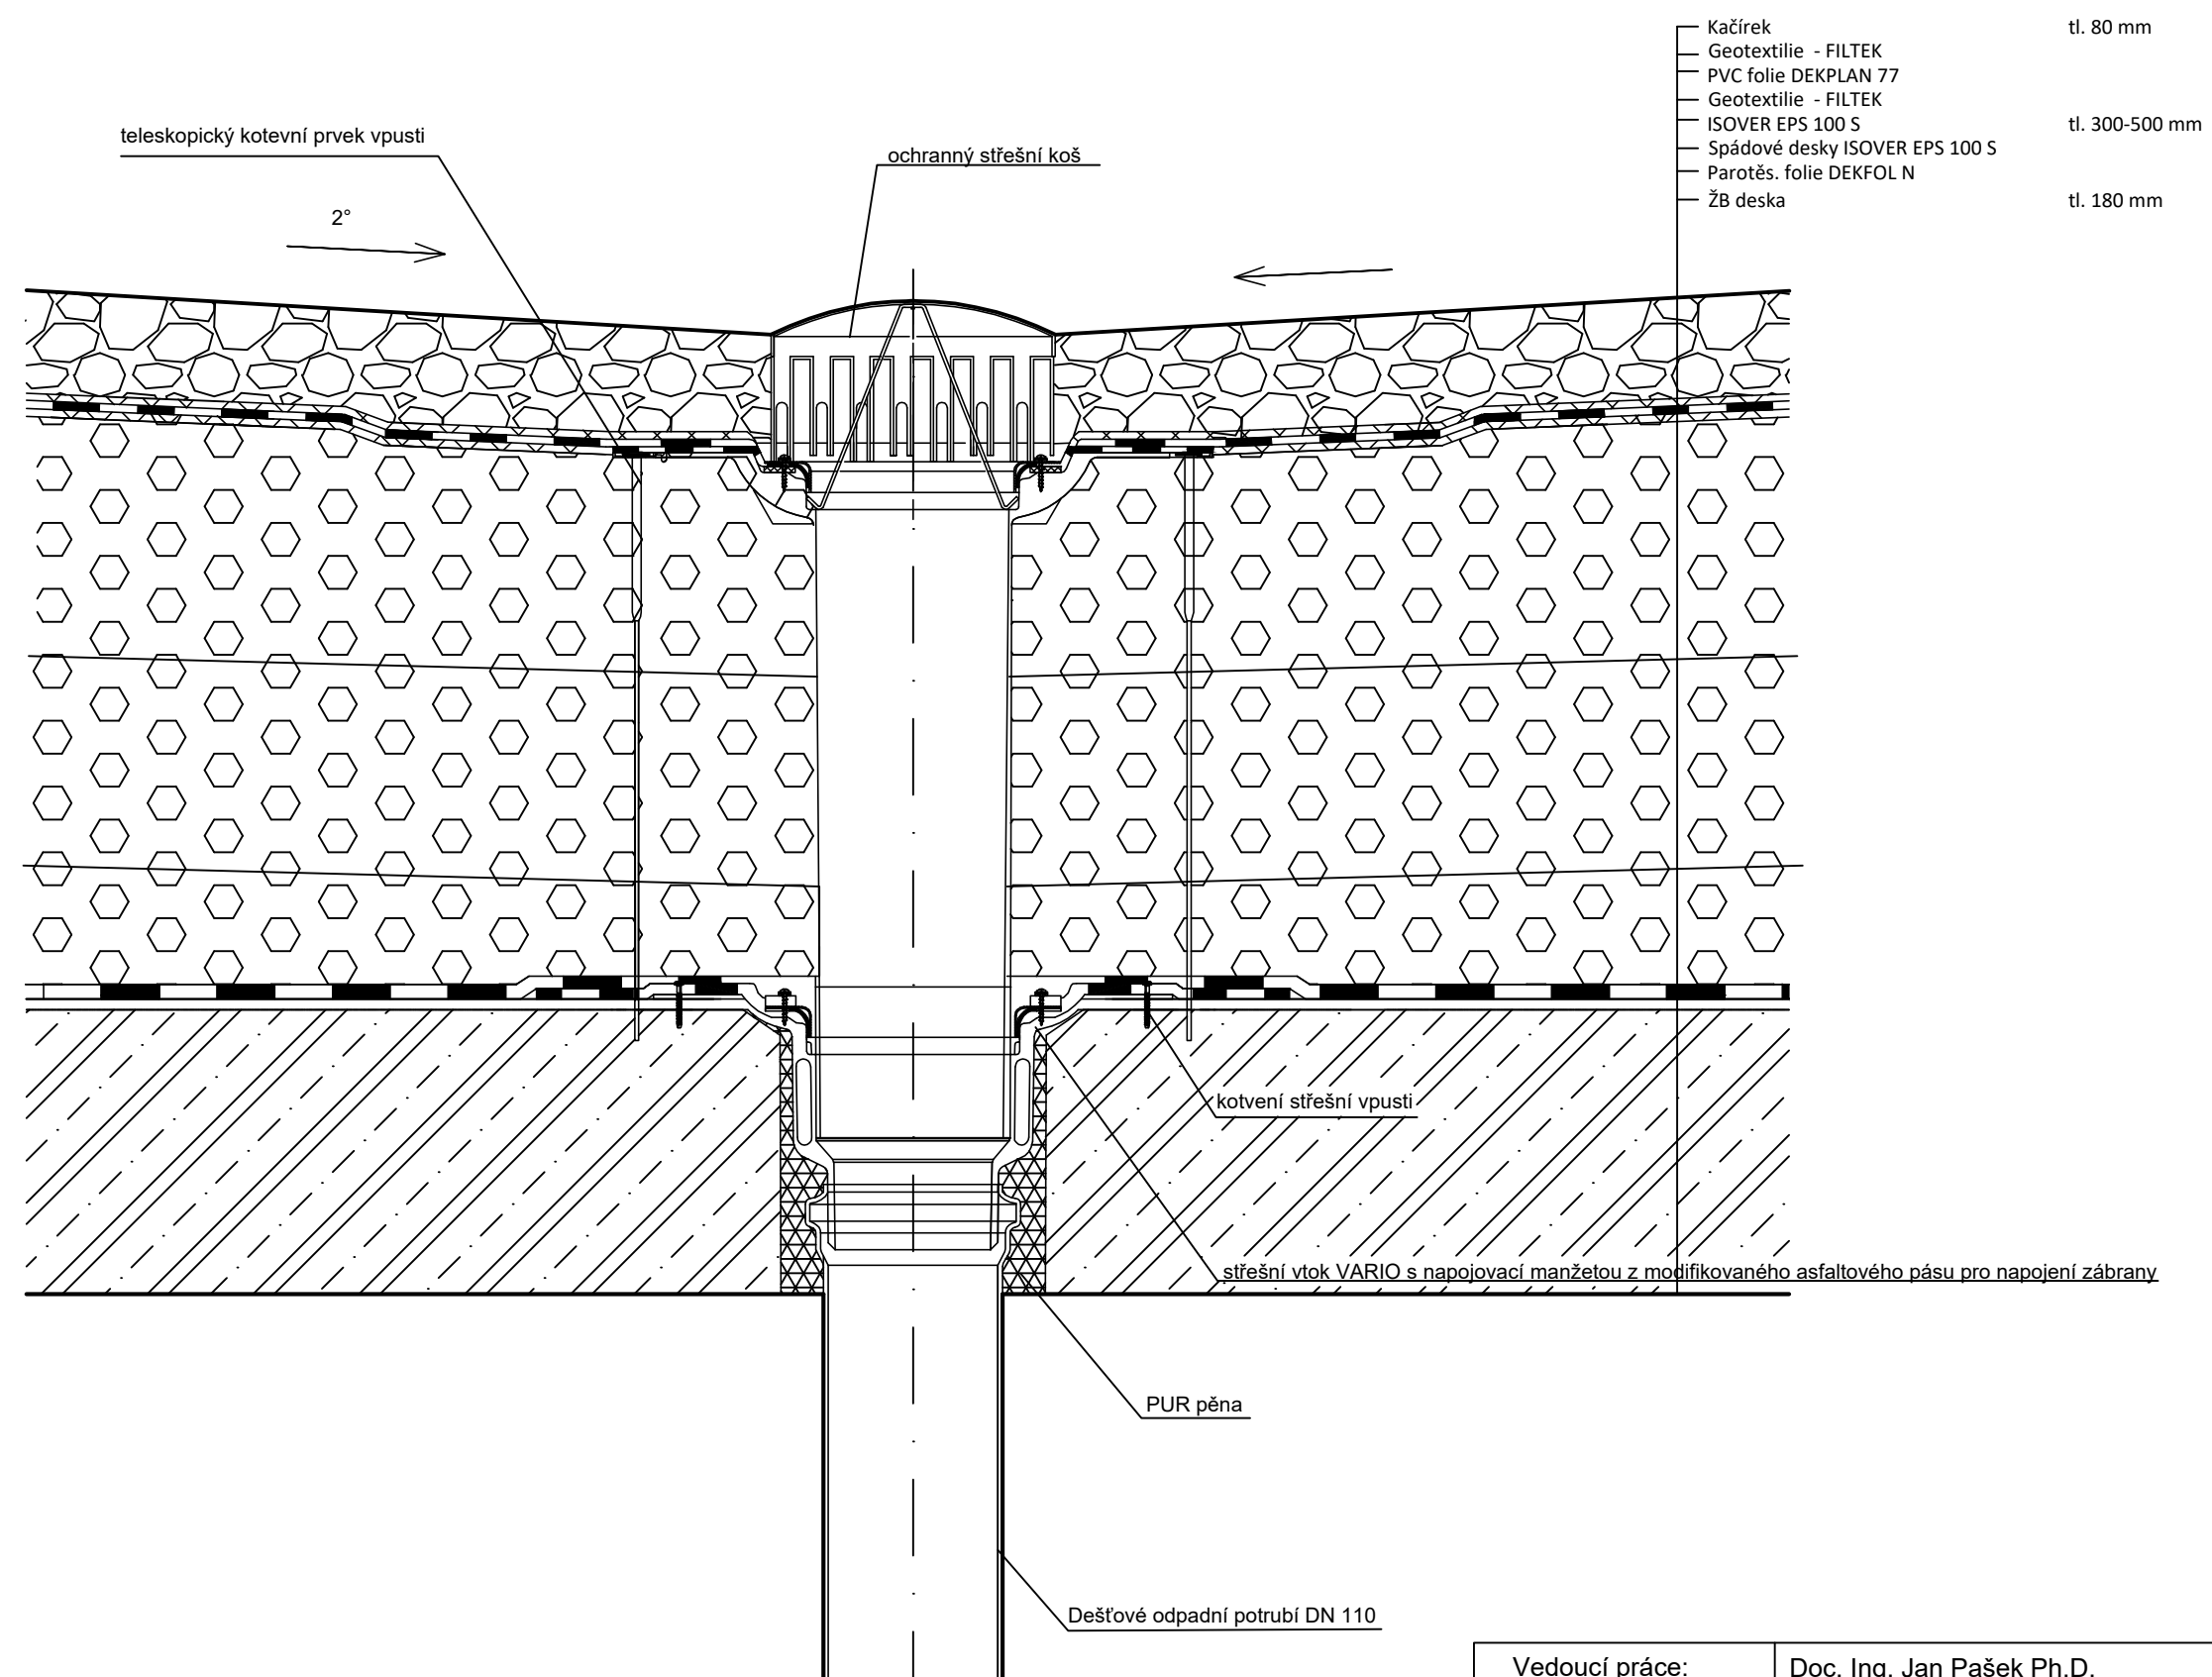 Kačírek tl. 80 mm
Geotextilie - FILTEK
PVC folie DEKPLAN 77
Geotextilie - FILTEK
ISOVER EPS 100 S tl. 300-500 mm
Spádové desky ISOVER EPS 100 S
Parotěs. folie DEKFOL N
ŽB deska tl. 180 mm
teleskopický kotevní prvek vpusti
ochranný střešní koš
2°
kotvení střešní vpusti
střešní vtok VARIO s napojovací manžetou z modifikovaného asfaltového pásu pro napojení zábrany
PUR pěna
Dešťové odpadní potrubí DN 110
Vedoucí práce: Doc. Ing. Jan Pašek Ph.D.